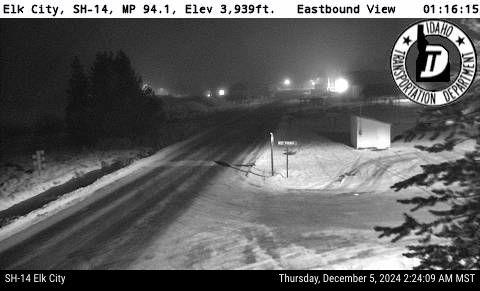 Elk City, SH-14, MP 94.1, Elev 3,939ft. Eastbound View 01:16:15
IDAHO
TRANSPORTATION DEPARTMENT
SH-14 Elk City Thursday, December 5, 2024 2:24:09 AM MST